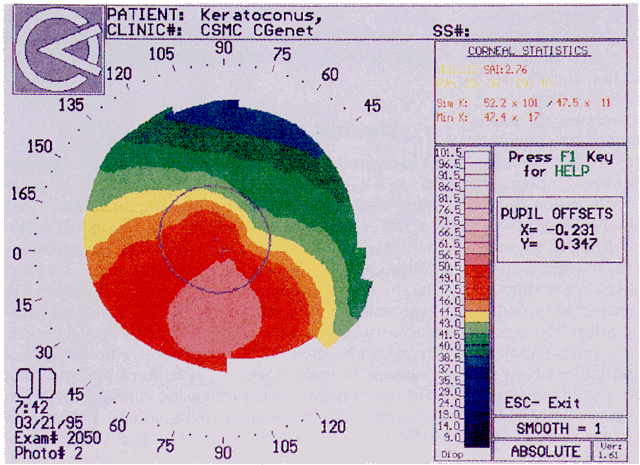 PATIENT: Keratoconus,
CLINIC#: CSMC CGenet
SS#:
105 90 75
120 60
135 45
150
165
0
15
30
45
60
75
90
105
120
CORNEAL STATISTICS
SAI:2.76
Sim K: 52.2 x 101 / 47.5 x 11
Min K: 47.4 x 17
101.5
96.5
91.5
86.5
81.5
76.5
71.5
66.5
61.5
56.5
50.5
49.0
47.5
46.0
44.5
43.0
41.5
40.0
38.5
37.0
35.5
34.0
29.0
24.0
19.0
14.0
9.0
Diop
Press F1 Key
for HELP
PUPIL OFFSETS
X= -0.231
Y= 0.347
ESC- Exit
SMOOTH = 1
ABSOLUTE
Ver:
1.61
OD
7:42
03/21/95
Exam# 2050
Photo# 2